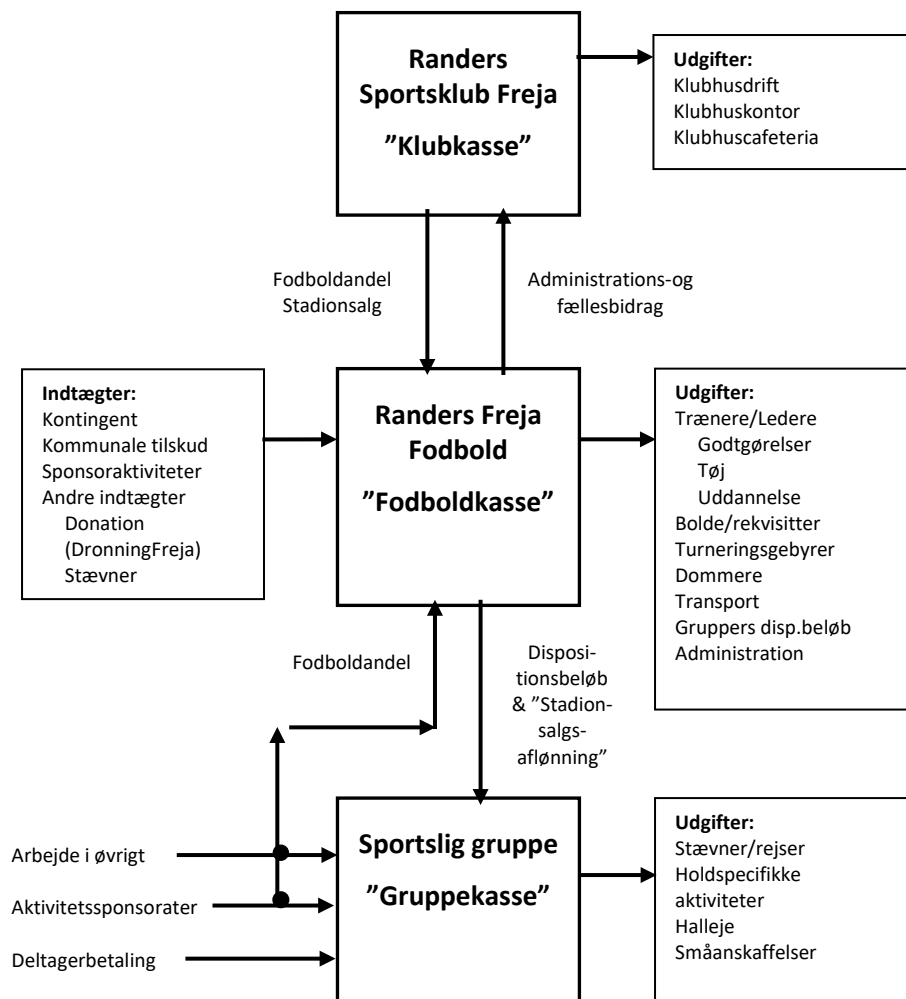 Randers
Sportsklub Freja
”Klubkasse”
Udgifter:
Klubhusdrift
Klubhuskontor
Klubhuscafeteria
Fodboldandel
Stadionsalg
Administrations-og
fællesbidrag
Indtægter:
Kontingent
Kommunale tilskud
Sponsoraktiviteter
Andre indtægter
Donation
(DronningFreja)
Stævner
Randers Freja
Fodbold
”Fodboldkasse”
Udgifter:
Trænere/Ledere
Godtgørelser
Tøj
Uddannelse
Bolde/rekvisitter
Turneringsgebyrer
Dommere
Transport
Gruppers disp.beløb
Administration
Fodboldandel
Disposi-
tionsbeløb
& ”Stadion-
salgs-
aflønning”
Arbejde i øvrigt
Aktivitetssponsorater
Deltagerbetaling
Sportslig gruppe
”Gruppekasse”
Udgifter:
Stævner/rejser
Holdspecifikke
aktiviteter
Halleje
Småanskaffelser